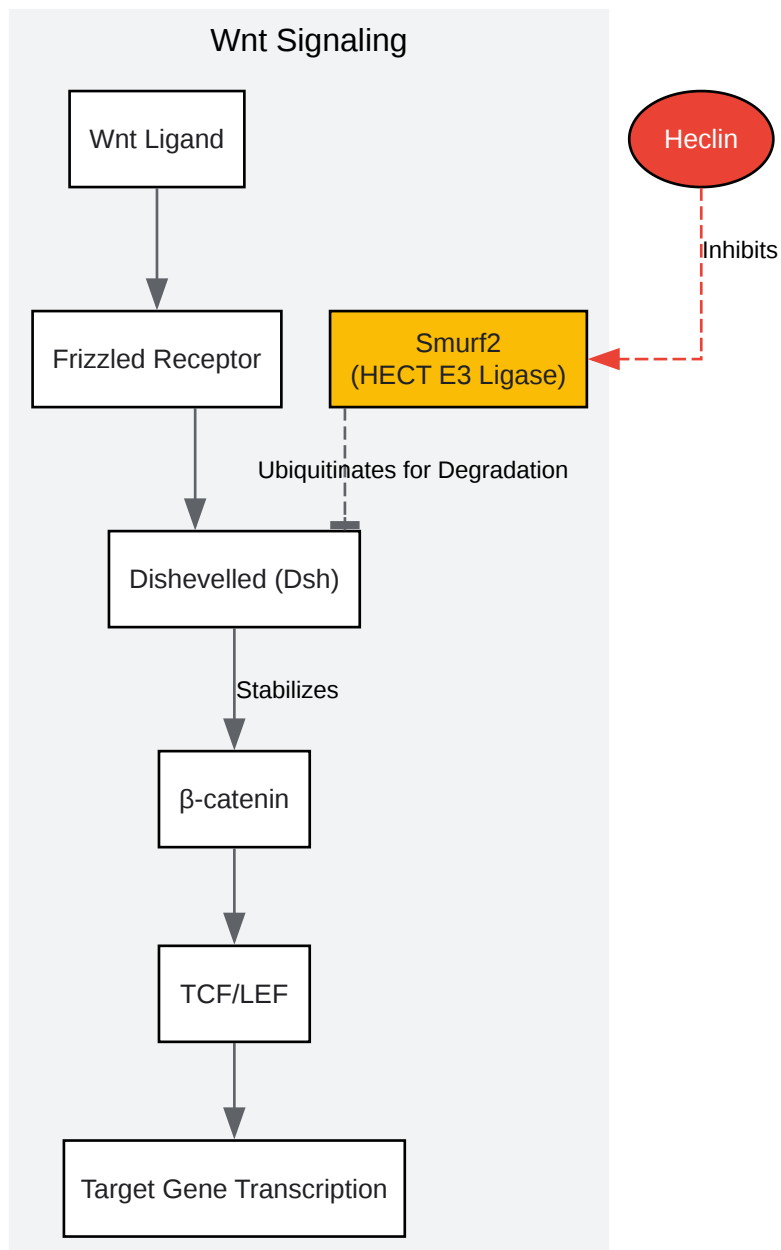 Wnt Signaling
Wnt Ligand
Heclin
Inhibits
Frizzled Receptor
Smurf2
(HECT E3 Ligase)
Ubiquitinates for Degradation
Dishevelled (Dsh)
Stabilizes
β-catenin
TCF/LEF
Target Gene Transcription